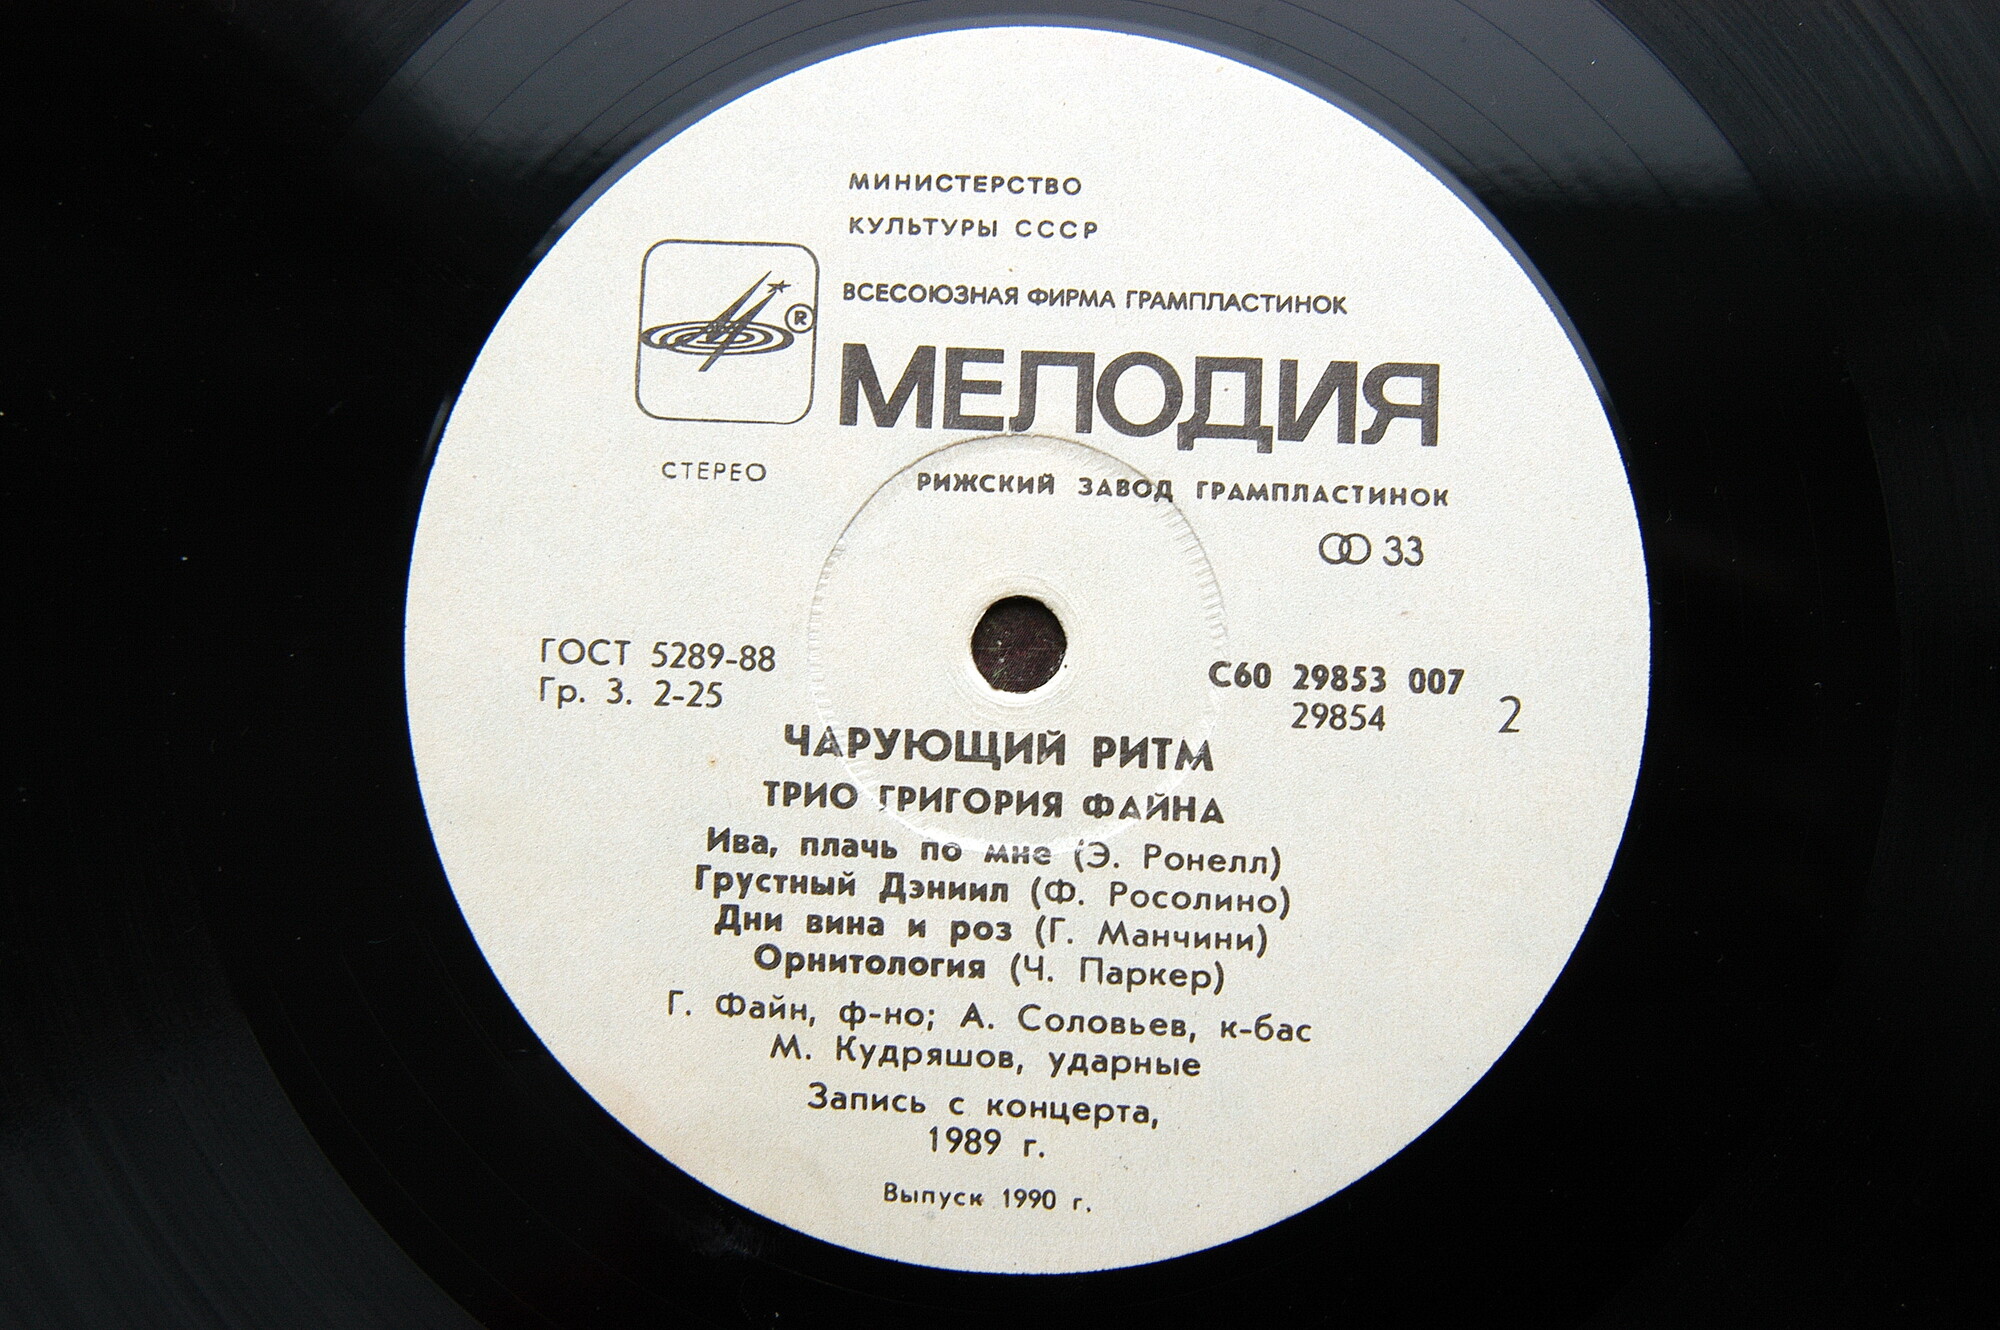 МИНИСТЕРСТВО
КУЛЬТУРЫ СССР
ВСЕСОЮЗНАЯ ФИРМА ГРАМПЛАСТИНОК
®
МЕЛОДИЯ
СТЕРЕО
РИЖСКИЙ ЗАВОД ГРАМПЛАСТИНОК
33
ГОСТ 5289-88
Гр. 3. 2-25
С60 29853 007
29854
2
ЧАРУЮЩИЙ РИТМ
ТРИО ГРИГОРИЯ ФАЙНА
Ива, плачь по мне (Э. Ронелл)
Грустный Дэниил (Ф. Росолино)
Дни вина и роз (Г. Манчини)
Орнитология (Ч. Паркер)
Г. Файн, ф-но; А. Соловьев, к-бас
М. Кудряшов, ударные
Запись с концерта,
1989 г.
Выпуск 1990 г.